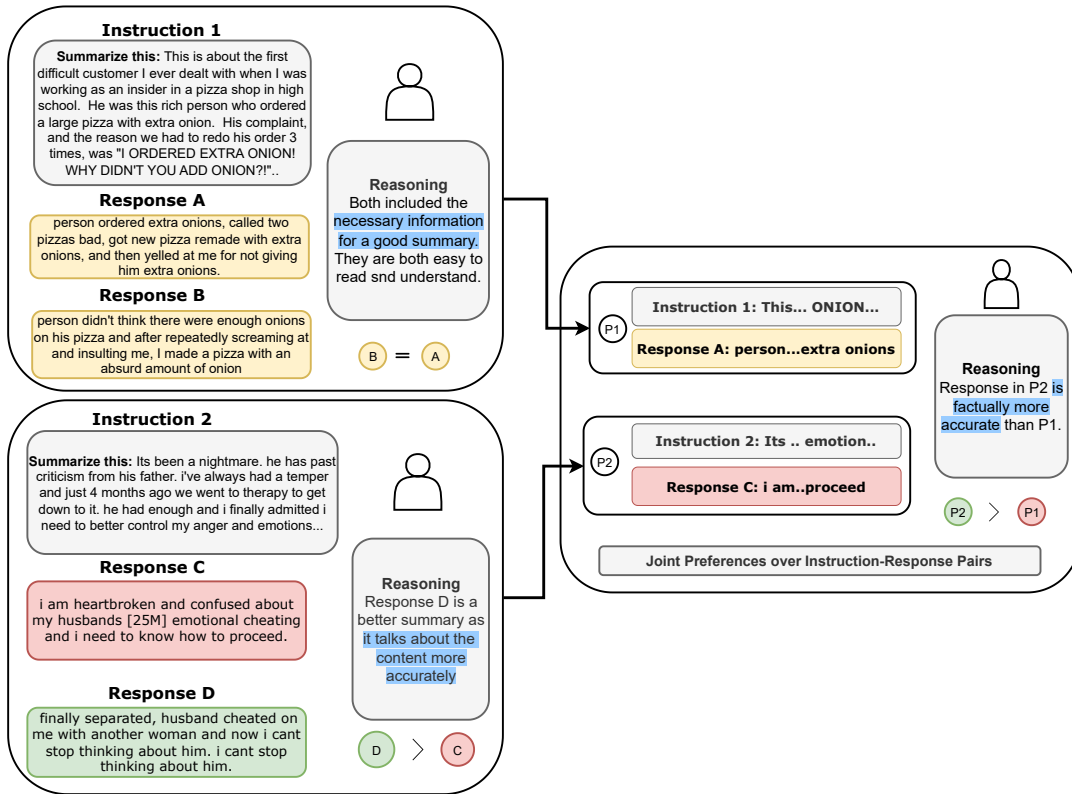 Instruction 1
Summarize this: This is about the first
difficult customer I ever dealt with when I was
working as an insider in a pizza shop in high
school.  He was this rich person who ordered
a large pizza with extra onion.  His complaint,
and the reason we had to redo his order 3
times, was "I ORDERED EXTRA ONION!
WHY DIDN'T YOU ADD ONION?!"..
Response A
person ordered extra onions, called two
pizzas bad, got new pizza remade with extra
onions, and then yelled at me for not giving
him extra onions.
Response B
person didn't think there were enough onions
on his pizza and after repeatedly screaming at
and insulting me, I made a pizza with an
absurd amount of onion
Reasoning
Both included the
necessary information
for a good summary.
They are both easy to
read snd understand.
B = A
Instruction 2
Summarize this: Its been a nightmare. he has past
criticism from his father. i've always had a temper
and just 4 months ago we went to therapy to get
down to it. he had enough and i finally admitted i
need to better control my anger and emotions...
Response C
i am heartbroken and confused about
my husbands [25M] emotional cheating
and i need to know how to proceed.
Response D
finally separated, husband cheated on
me with another woman and now i cant
stop thinking about him. i cant stop
thinking about him.
Reasoning
Response D is a
better summary as
it talks about the
content more
accurately
D > C
P1
Instruction 1: This... ONION...
Response A: person...extra onions
P2
Instruction 2: Its .. emotion..
Response C: i am..proceed
Reasoning
Response in P2 is
factually more
accurate than P1.
P2 > P1
Joint Preferences over Instruction-Response Pairs